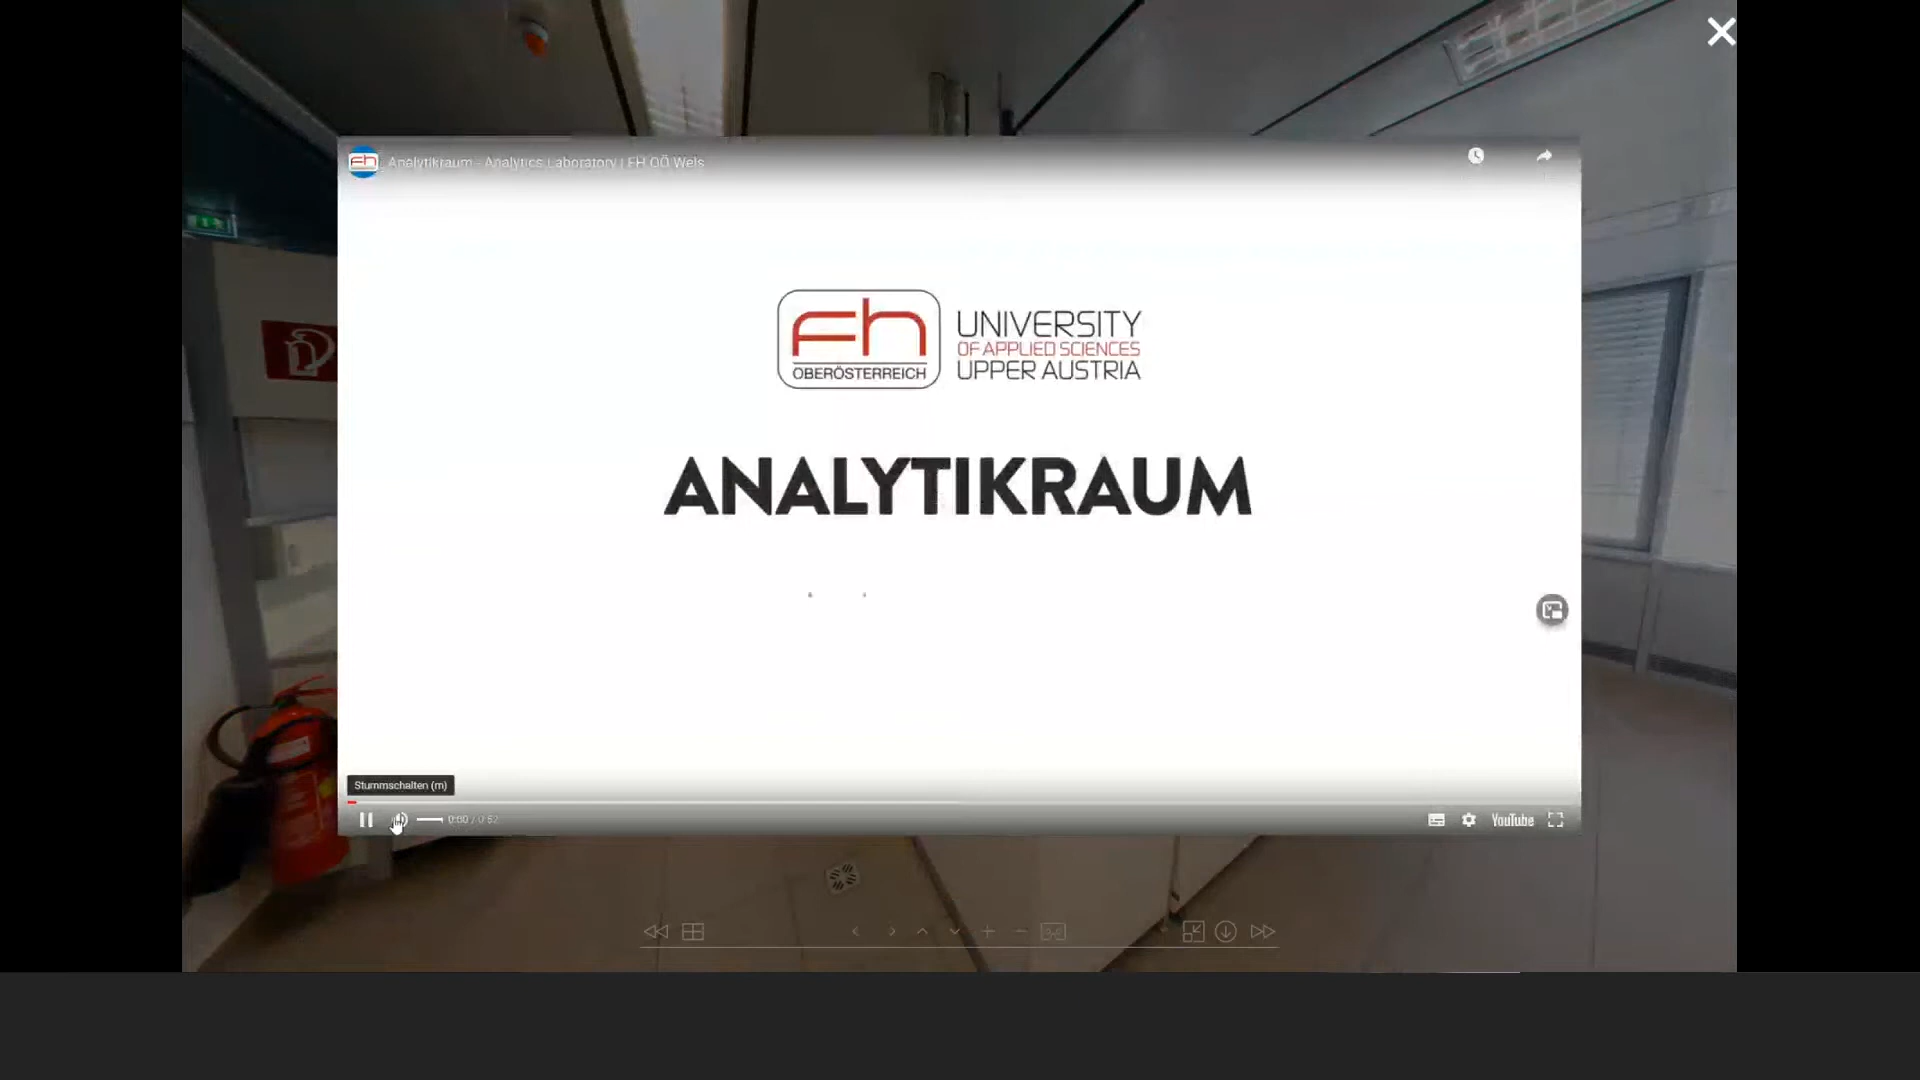 Analytikraum - Analytics Laboratory | FH OÖ Wels
Fh
OBERÖSTERREICH
UNIVERSITY
OF APPLIED SCIENCES
UPPER AUSTRIA
ANALYTIKRAUM
Stummschalten (m)
0:00 / 0:52
YouTube